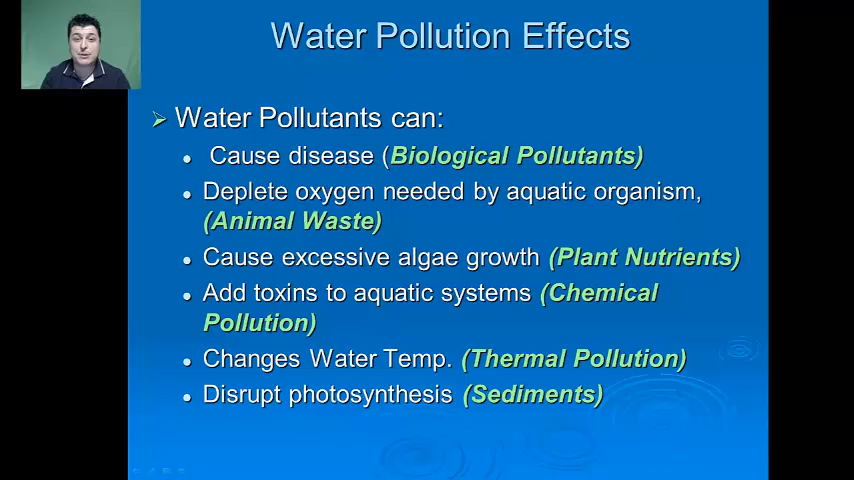 Water Pollution Effects
Water Pollutants can:
Cause disease (Biological Pollutants)
Deplete oxygen needed by aquatic organism,
(Animal Waste)
Cause excessive algae growth (Plant Nutrients)
Add toxins to aquatic systems (Chemical
Pollution)
Changes Water Temp. (Thermal Pollution)
Disrupt photosynthesis (Sediments)